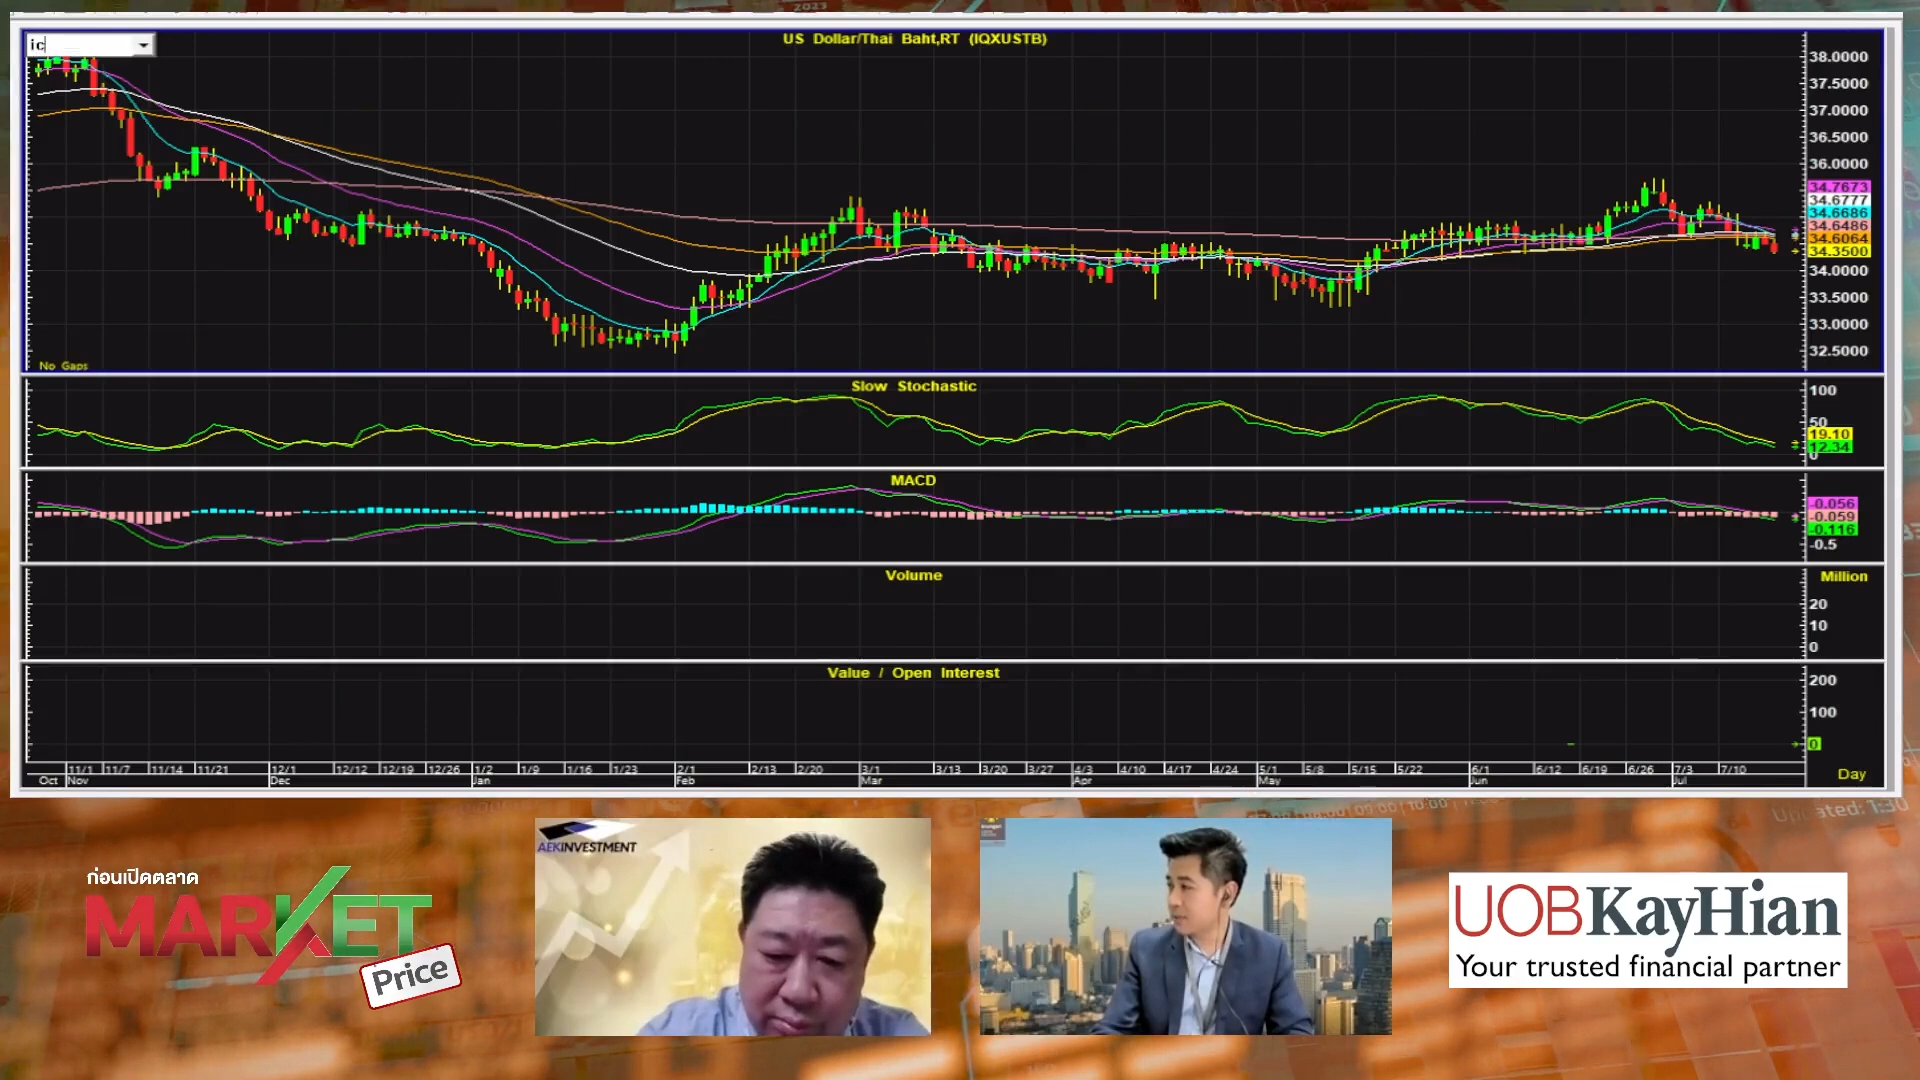 2023
ic
US Dollar/Thai Baht,RT (IQXUSTB)
38.0000
37.5000
37.0000
36.5000
36.0000
34.7673
34.6777
34.6686
34.6486
34.6064
34.3500
34.0000
33.5000
33.0000
32.5000
No Gaps
Slow Stochastic
100
50
19.10
12.34
0
MACD
-0.056
-0.059
-0.116
-0.5
Volume
Million
20
10
0
Value / Open Interest
200
100
0
11/1 11/7 11/14 11/21 12/1 12/12 12/19 12/26 1/2 1/9 1/16 1/23 2/1 2/13 2/20 3/1 3/13 3/20 3/27 4/3 4/10 4/17 4/24 5/1 5/8 5/15 5/22 6/1 6/12 6/19 6/26 7/3 7/10
Oct Nov Dec Jan Feb Mar Apr May Jun Jul
Day
ก่อนเปิดตลาด
MARKET
Price
AEKINVESTMENT
UOBKayHian
Your trusted financial partner